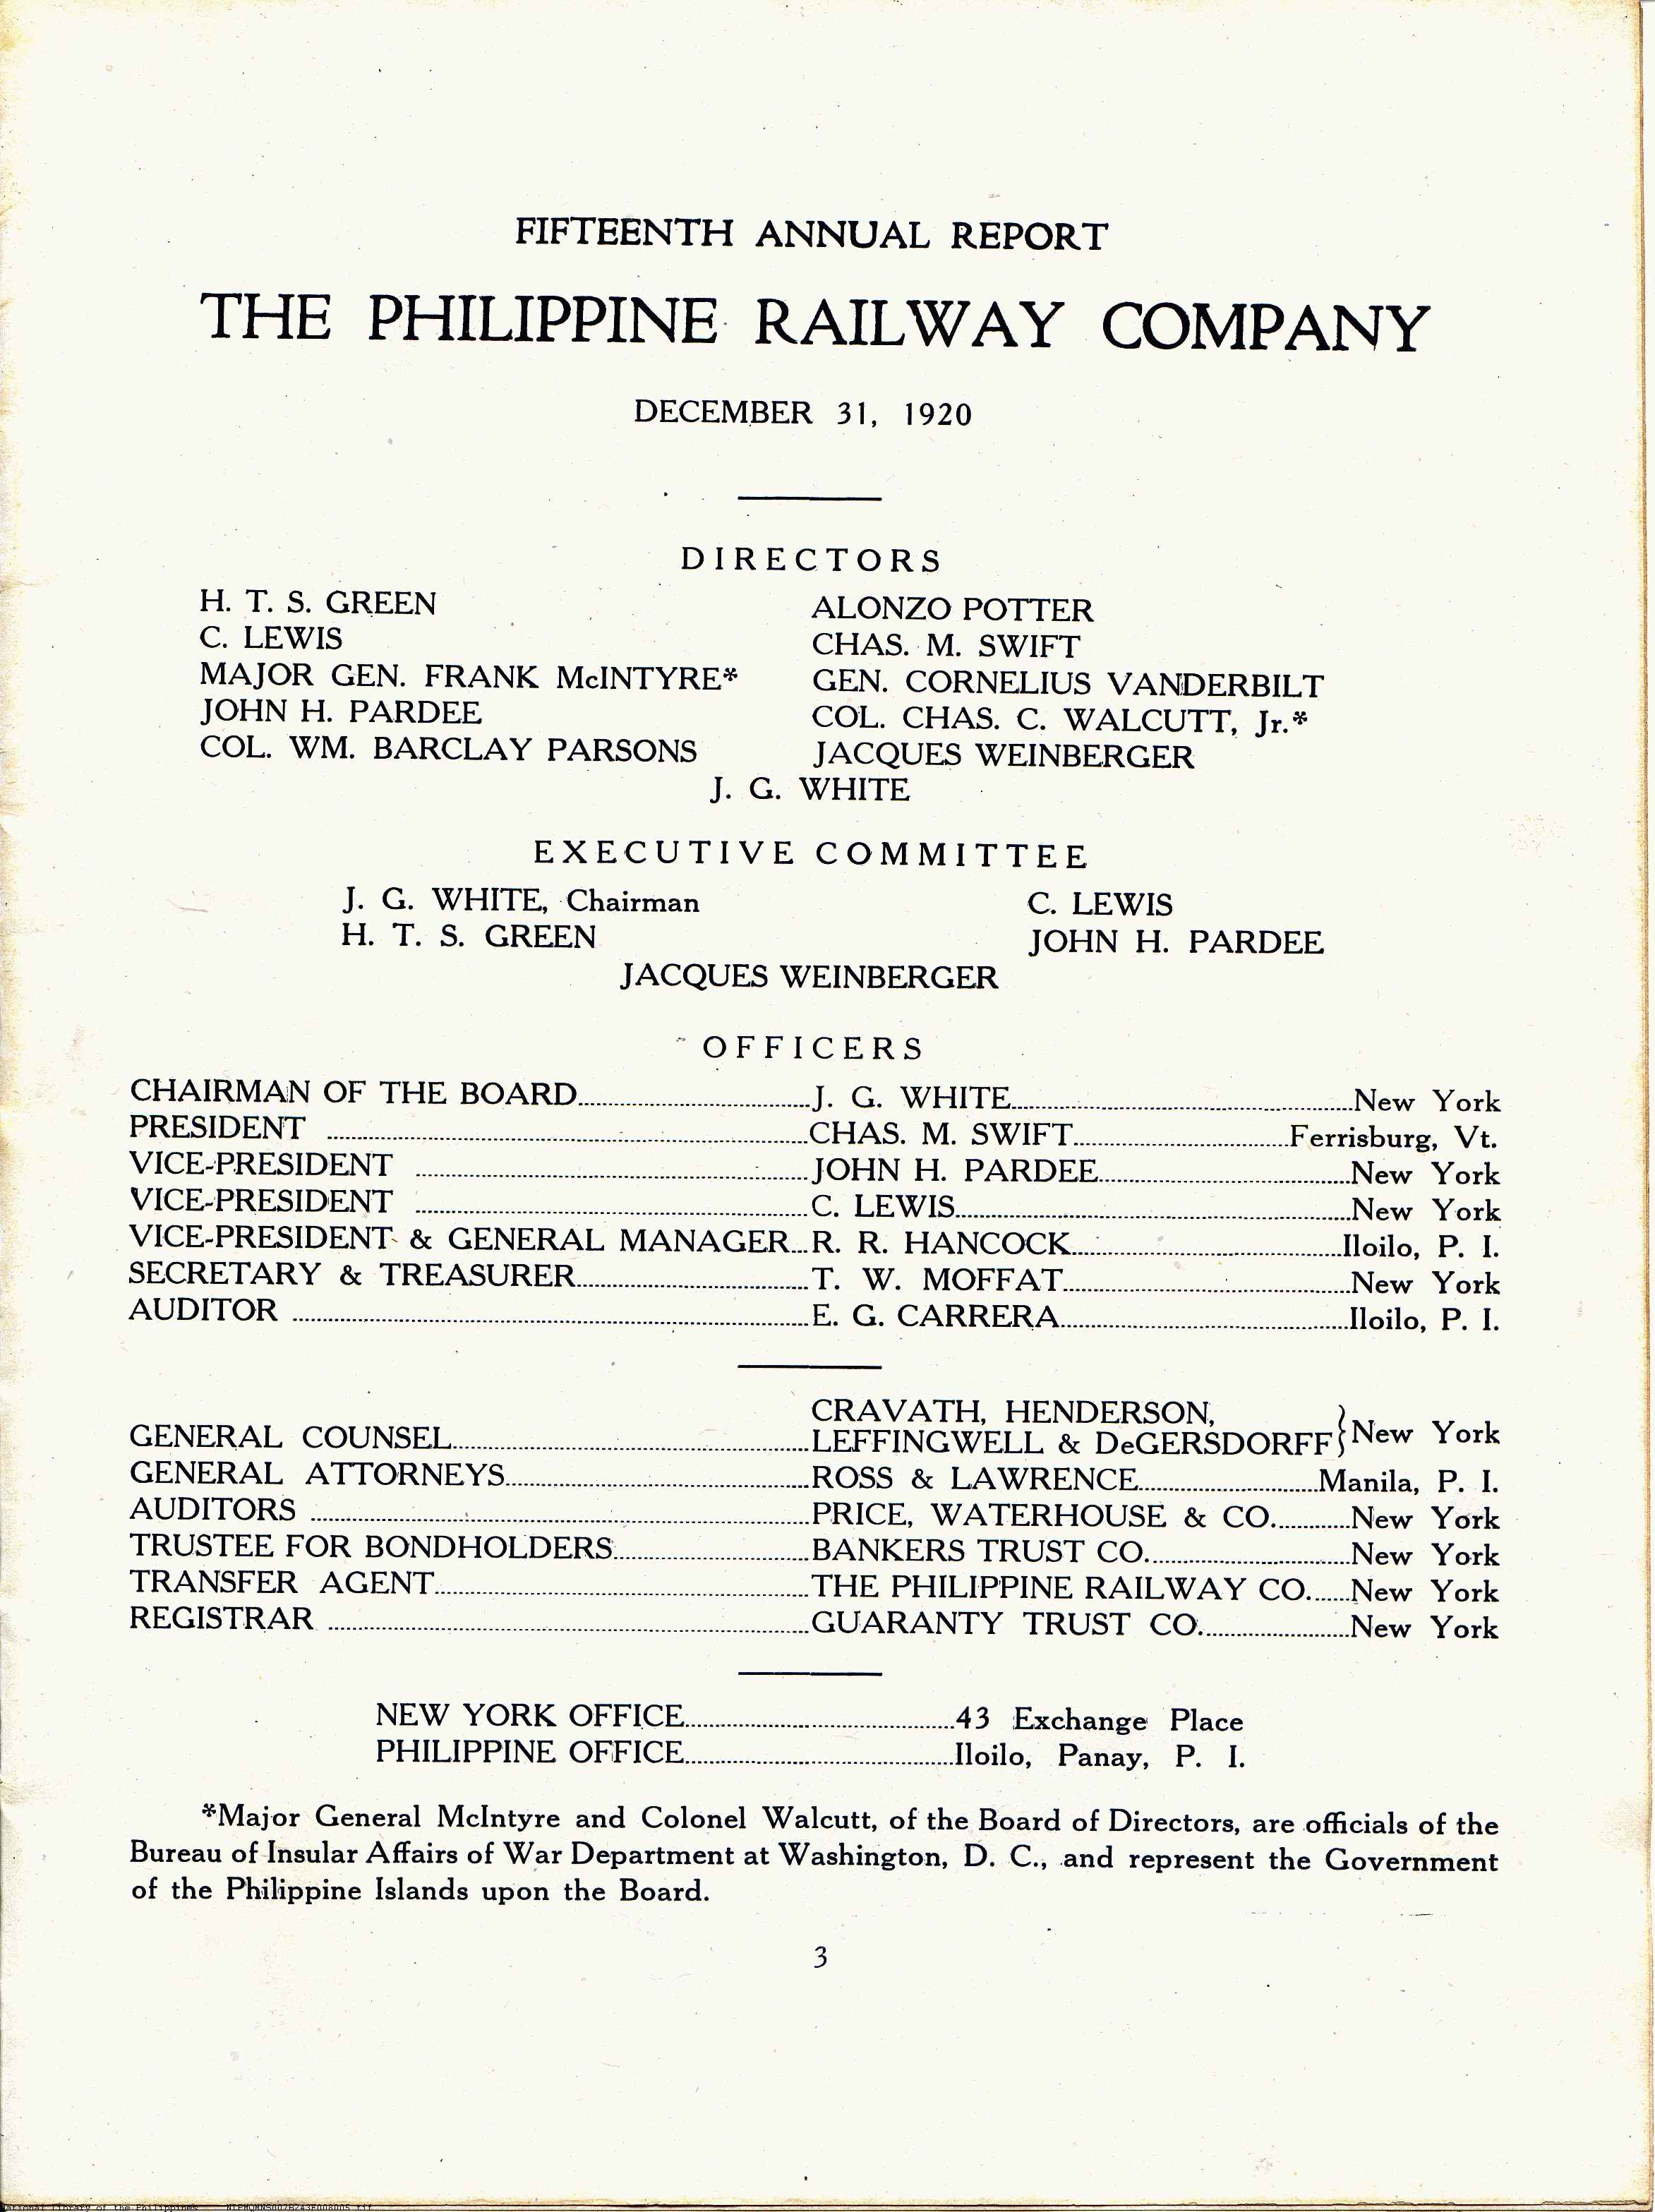 FIFTEENTH ANNUAL REPORT
THE PHILIPPINE RAILWAY COMPANY
DECEMBER 31, 1920
DIRECTORS
H. T. S. GREEN
C. LEWIS
MAJOR GEN. FRANK McINTYRE*
JOHN H. PARDEE
COL. WM. BARCLAY PARSONS
ALONZO POTTER
CHAS. M. SWIFT
GEN. CORNELIUS VANDERBILT
COL. CHAS. C. WALCUTT, Jr.*
JACQUES WEINBERGER
J. G. WHITE
EXECUTIVE COMMITTEE
J. G. WHITE, Chairman
H. T. S. GREEN
C. LEWIS
JOHN H. PARDEE
JACQUES WEINBERGER
OFFICERS
CHAIRMAN OF THE BOARD J. G. WHITE New York
PRESIDENT CHAS. M. SWIFT Ferrisburg, Vt.
VICE-PRESIDENT JOHN H. PARDEE New York
VICE-PRESIDENT C. LEWIS New York
VICE-PRESIDENT & GENERAL MANAGER R. R. HANCOCK Iloilo, P. I.
SECRETARY & TREASURER T. W. MOFFAT New York
AUDITOR E. G. CARRERA Iloilo, P. I.
CRAVATH, HENDERSON,
GENERAL COUNSEL LEFFINGWELL & DeGERSDORFF } New York
GENERAL ATTORNEYS ROSS & LAWRENCE Manila, P. I.
AUDITORS PRICE, WATERHOUSE & CO. New York
TRUSTEE FOR BONDHOLDERS BANKERS TRUST CO. New York
TRANSFER AGENT THE PHILIPPINE RAILWAY CO. New York
REGISTRAR GUARANTY TRUST CO. New York
NEW YORK OFFICE 43 Exchange Place
PHILIPPINE OFFICE Iloilo, Panay, P. I.
*Major General McIntyre and Colonel Walcutt, of the Board of Directors, are officials of the
Bureau of Insular Affairs of War Department at Washington, D. C., and represent the Government
of the Philippine Islands upon the Board.
3
National Library of the Philippines